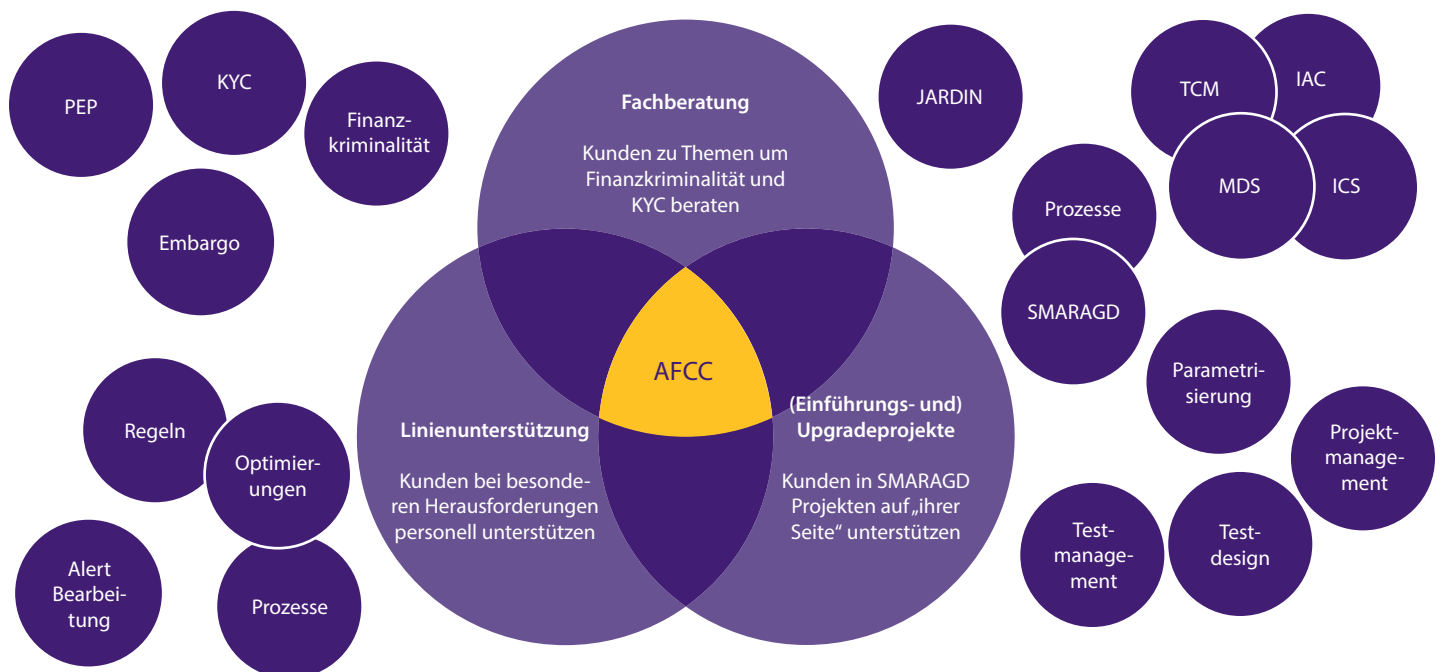 PEP
KYC
Finanz-
kriminalität
Embargo
Fachberatung
Kunden zu Themen um
Finanzkriminalität und
KYC beraten
JARDIN
TCM
IAC
MDS
ICS
Prozesse
SMARAGD
AFCC
Linienunterstützung
Kunden bei besonde-
ren Herausforderungen
personell unterstützen
(Einführungs- und)
Upgradeprojekte
Kunden in SMARAGD
Projekten auf „ihrer
Seite“ unterstützen
Regeln
Optimier-
ungen
Alert
Bearbei-
tung
Prozesse
Parametri-
sierung
Projekt-
manage-
ment
Test-
manage-
ment
Test-
design